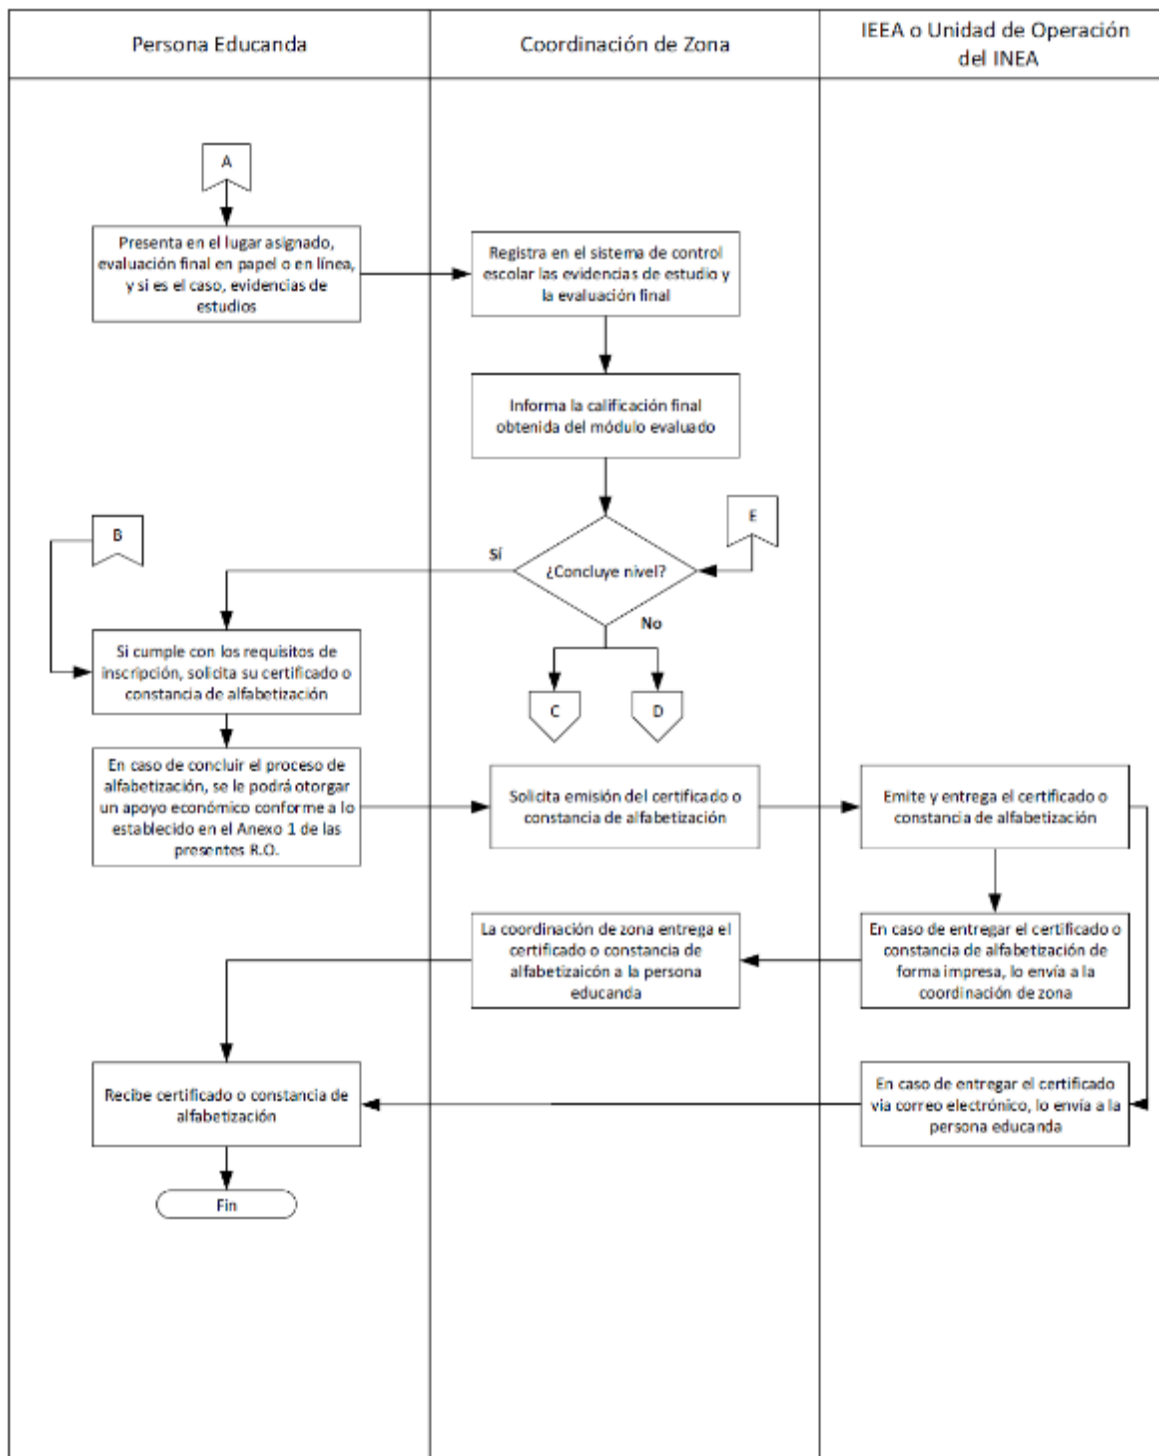 Persona Educanda
Coordinación de Zona
IEEA o Unidad de Operación
del INEA
A
Presenta en el lugar asignado,
evaluación final en papel o en línea,
y si es el caso, evidencias de
estudios
Registra en el sistema de control
escolar las evidencias de estudio y
la evaluación final
Informa la calificación final
obtenida del módulo evaluado
E
B
Sí
¿Concluye nivel?
No
Si cumple con los requisitos de
inscripción, solicita su certificado o
constancia de alfabetización
C
D
En caso de concluir el proceso de
alfabetización, se le podrá otorgar
un apoyo económico conforme a lo
establecido en el Anexo 1 de las
presentes R.O.
Solicita emisión del certificado o
constancia de alfabetización
Emite y entrega el certificado o
constancia de alfabetización
La coordinación de zona entrega el
certificado o constancia de
alfabetizaicón a la persona
educanda
En caso de entregar el certificado o
constancia de alfabetización de
forma impresa, lo envía a la
coordinación de zona
Recibe certificado o constancia de
alfabetización
En caso de entregar el certificado
via correo electrónico, lo envía a la
persona educanda
Fin